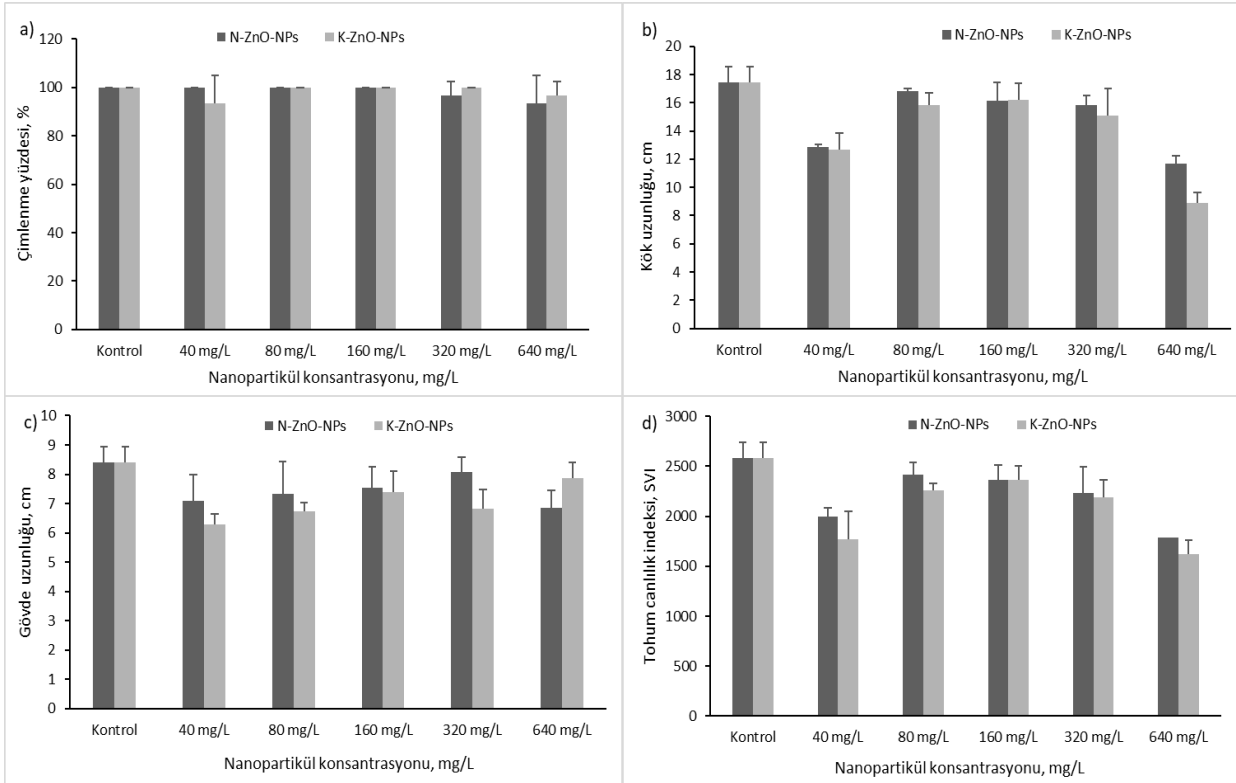 a)
N-ZnO-NPs K-ZnO-NPs
Çimlenme yüzdesi, %
120
100
80
60
40
20
0
Kontrol 40 mg/L 80 mg/L 160 mg/L 320 mg/L 640 mg/L
Nanopartikül konsantrasyonu, mg/L
b)
N-ZnO-NPs K-ZnO-NPs
Kök uzunluğu, cm
20
18
16
14
12
10
8
6
4
2
0
Kontrol 40 mg/L 80 mg/L 160 mg/L 320 mg/L 640 mg/L
Nanopartikül konsantrasyonu, mg/L
c)
N-ZnO-NPs K-ZnO-NPs
Gövde uzunluğu, cm
10
9
8
7
6
5
4
3
2
1
0
Kontrol 40 mg/L 80 mg/L 160 mg/L 320 mg/L 640 mg/L
Nanopartikül konsantrasyonu, mg/L
d)
N-ZnO-NPs K-ZnO-NPs
Tohum canlılık indeksi, SVI
3000
2500
2000
1500
1000
500
0
Kontrol 40 mg/L 80 mg/L 160 mg/L 320 mg/L 640 mg/L
Nanopartikül konsantrasyonu, mg/L